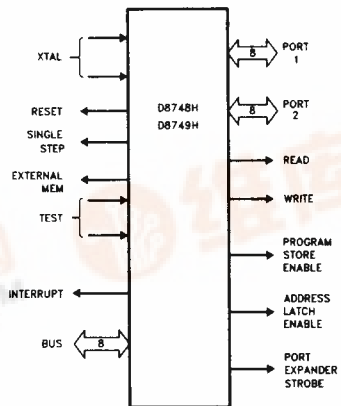 XTAL
RESET
SINGLE
STEP
EXTERNAL
MEM
TEST
INTERRUPT
BUS
8
D8748H
D8749H
8
PORT
1
8
PORT
2
READ
WRITE
PROGRAM
STORE
ENABLE
ADDRESS
LATCH
ENABLE
PORT
EXPANDER
STROBE